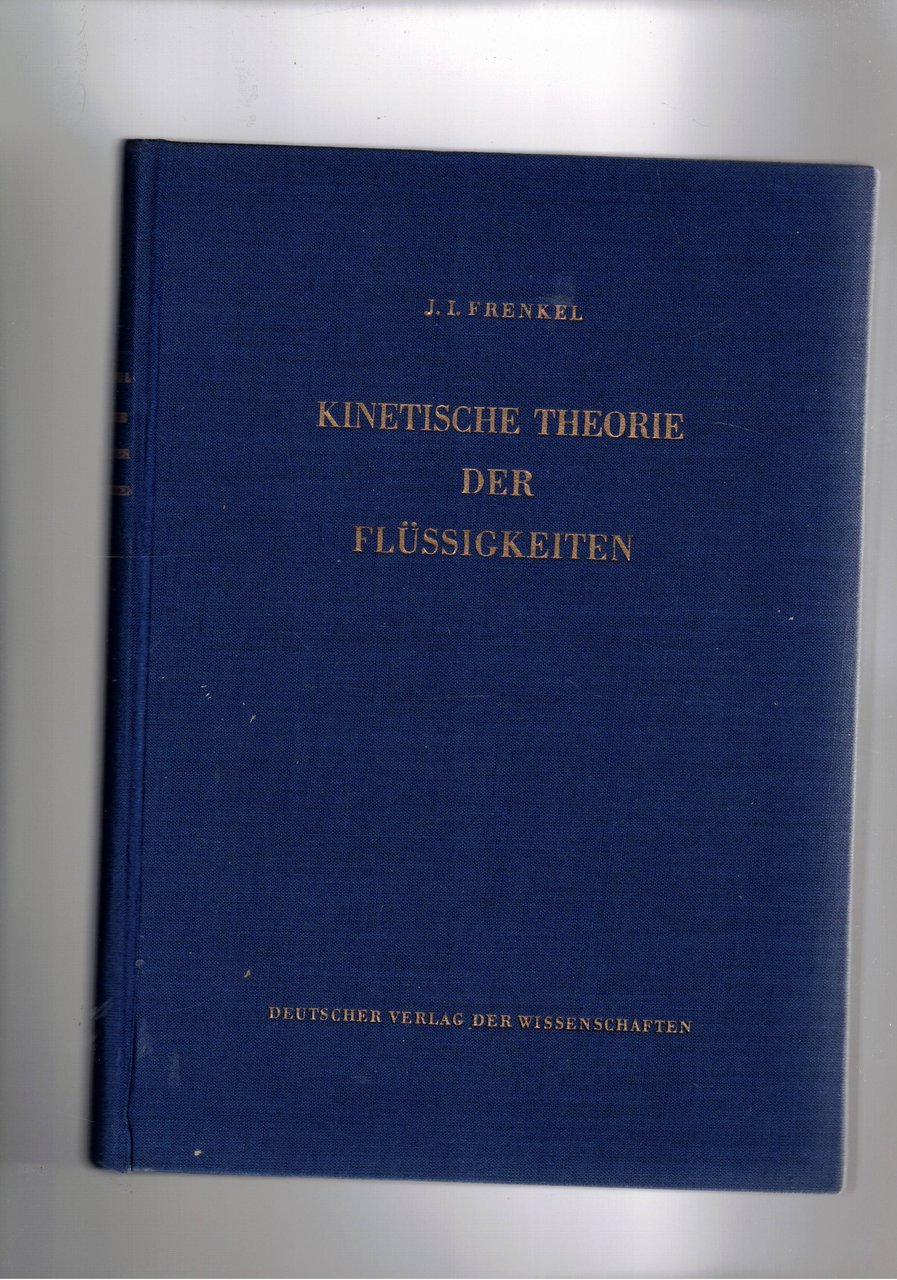 J. I. FRENKEL
KINETISCHE THEORIE
DER
FLÜSSIGKEITEN
DEUTSCHER VERLAG DER WISSENSCHAFTEN